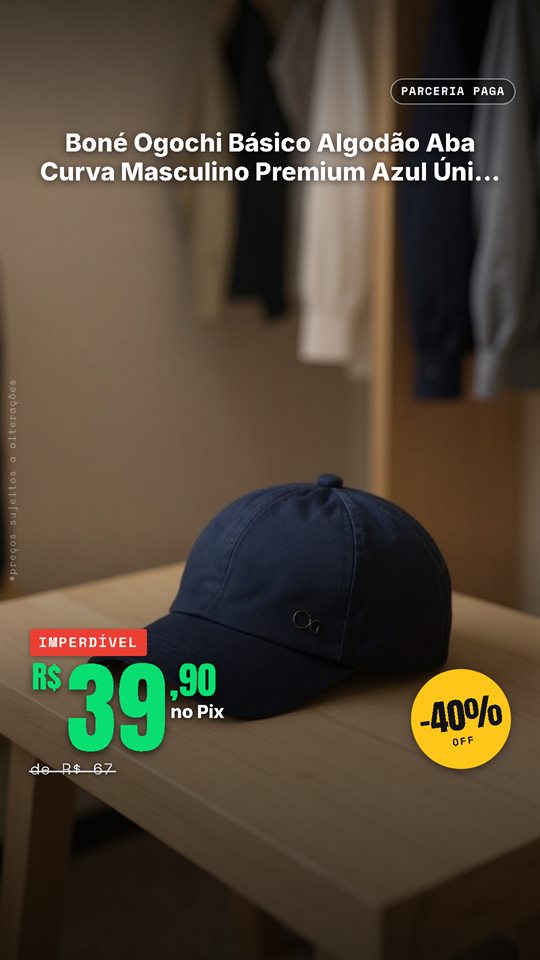 PARCERIA PAGA
Boné Ogochi Básico Algodão Aba
Curva Masculino Premium Azul Úni...
*preços sujeitos a alterações
OG
IMPERDÍVEL
R$ 39,90
no Pix
de R$ 67
-40%
OFF